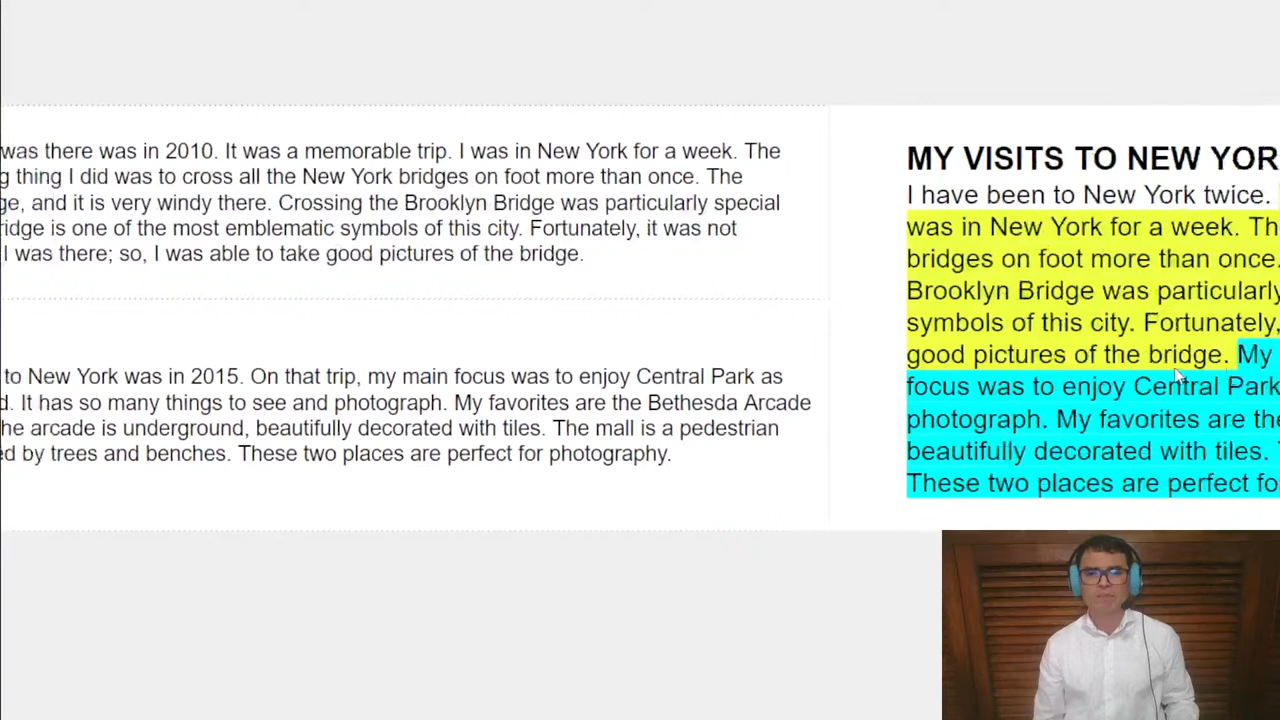 was there was in 2010. It was a memorable trip. I was in New York for a week. The
g thing I did was to cross all the New York bridges on foot more than once. The
ge, and it is very windy there. Crossing the Brooklyn Bridge was particularly special
ridge is one of the most emblematic symbols of this city. Fortunately, it was not
I was there; so, I was able to take good pictures of the bridge.
to New York was in 2015. On that trip, my main focus was to enjoy Central Park as
d. It has so many things to see and photograph. My favorites are the Bethesda Arcade
he arcade is underground, beautifully decorated with tiles. The mall is a pedestrian
ed by trees and benches. These two places are perfect for photography.
MY VISITS TO NEW YOR
I have been to New York twice.
was in New York for a week. Th
bridges on foot more than once.
Brooklyn Bridge was particularly
symbols of this city. Fortunately,
good pictures of the bridge. My
focus was to enjoy Central Park
photograph. My favorites are the
beautifully decorated with tiles.
These two places are perfect fo